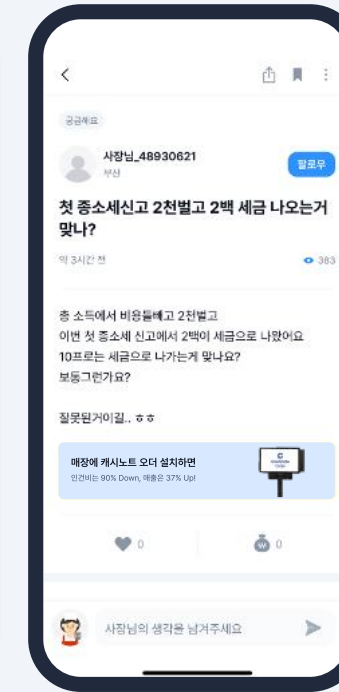 궁금해요
사장님_48930621
부산
팔로우
첫 종소세신고 2천벌고 2백 세금 나오는거
맞나?
약 3시간 전
383
총 소득에서 비용들빼고 2천벌고
이번 첫 종소세 신고에서 2백이 세금으로 나왔어요
10프로는 세금으로 나가는게 맞나요?
보통그런가요?
잘못된거이길.. ㅎㅎ
매장에 캐시노트 오더 설치하면
인건비는 90% Down, 매출은 37% Up!
0
0
사장님의 생각을 남겨주세요